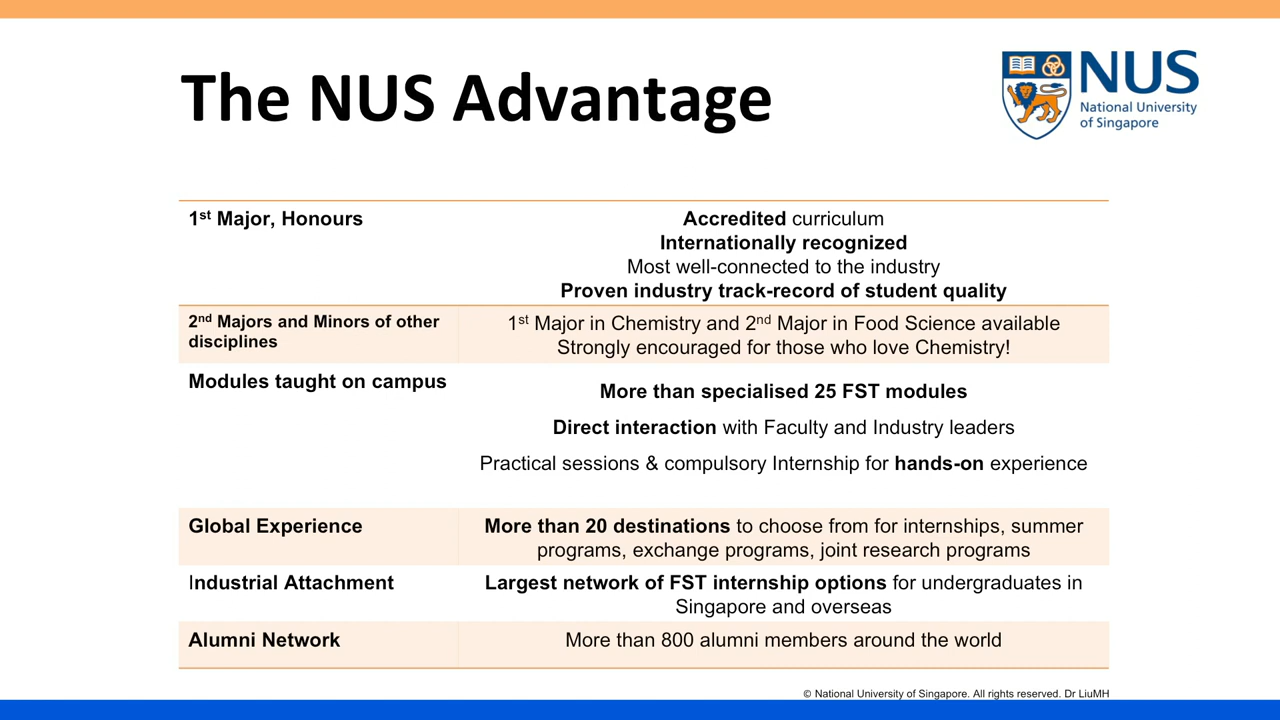 The NUS Advantage
NUS
National University
of Singapore
1st Major, Honours
Accredited curriculum
Internationally recognized
Most well-connected to the industry
Proven industry track-record of student quality
2nd Majors and Minors of other
disciplines
1st Major in Chemistry and 2nd Major in Food Science available
Strongly encouraged for those who love Chemistry!
Modules taught on campus
More than specialised 25 FST modules
Direct interaction with Faculty and Industry leaders
Practical sessions & compulsory Internship for hands-on experience
Global Experience
More than 20 destinations to choose from for internships, summer
programs, exchange programs, joint research programs
Industrial Attachment
Largest network of FST internship options for undergraduates in
Singapore and overseas
Alumni Network
More than 800 alumni members around the world
© National University of Singapore. All rights reserved. Dr LiuMH